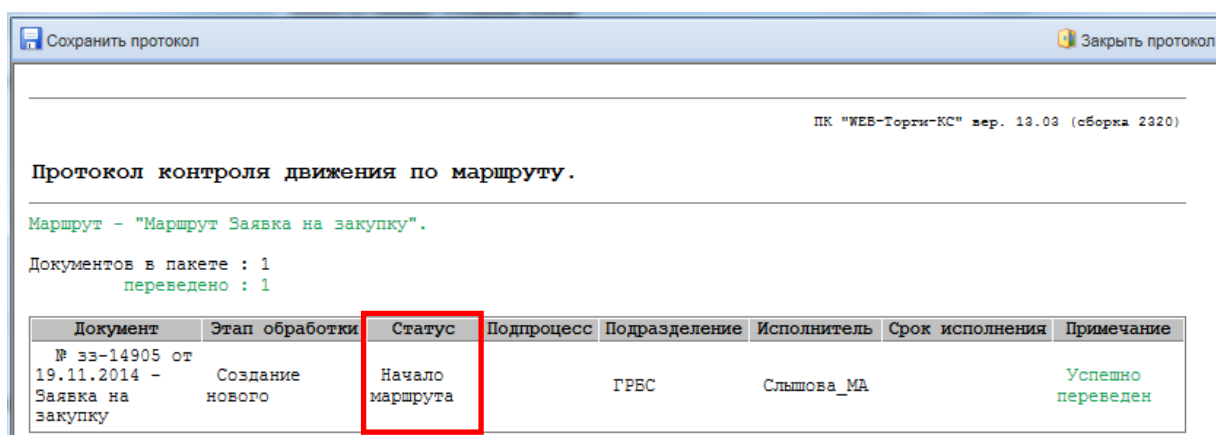 Сохранить протокол Закрыть протокол
ПК "WEB-Торги-КС" вер. 13.03 (сборка 2320)
Протокол контроля движения по маршруту.
Маршрут - "Маршрут Заявка на закупку".
Документов в пакете : 1
переведено : 1
Документ Этап обработки Статус Подпроцесс Подразделение Исполнитель Срок исполнения Примечание
№ зз-14905 от
19.11.2014 - Создание Начало ГРБС Слышова_МА Успешно
Заявка на нового маршрута переведен
закупку